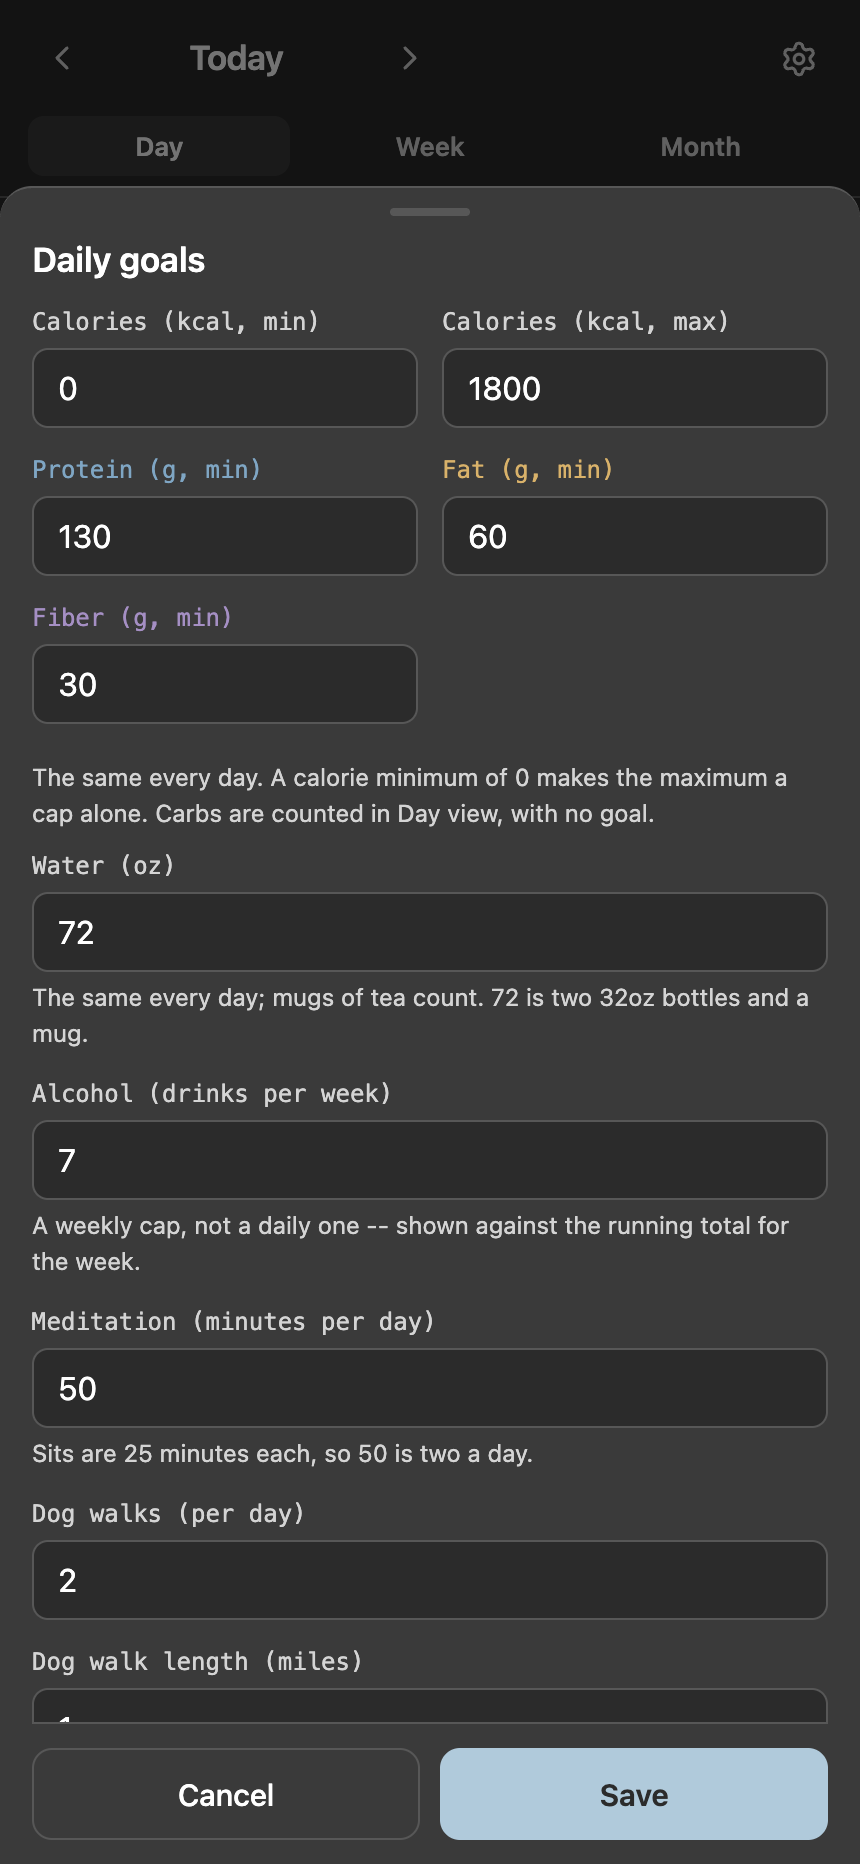 Today
Day
Week
Month
Daily goals
Calories (kcal, min)
Calories (kcal, max)
0
1800
Protein (g, min)
Fat (g, min)
130
60
Fiber (g, min)
30
The same every day. A calorie minimum of 0 makes the maximum a
cap alone. Carbs are counted in Day view, with no goal.
Water (oz)
72
The same every day; mugs of tea count. 72 is two 32oz bottles and a
mug.
Alcohol (drinks per week)
7
A weekly cap, not a daily one -- shown against the running total for
the week.
Meditation (minutes per day)
50
Sits are 25 minutes each, so 50 is two a day.
Dog walks (per day)
2
Dog walk length (miles)
Cancel
Save